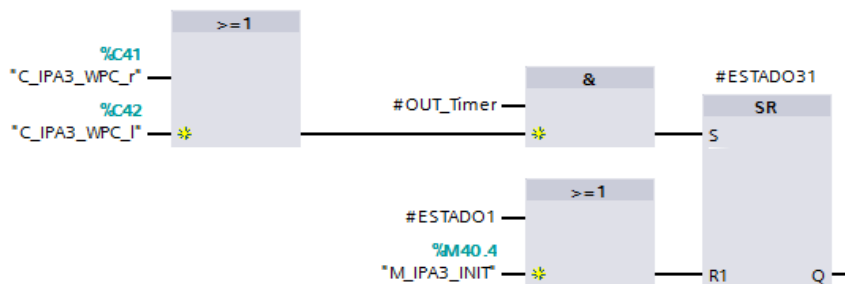 >=1
%C41
"C_IPA3_WPC_r"
%C42
"C_IPA3_WPC_l"
&
#OUT_Timer
#ESTADO31
SR
S
>=1
#ESTADO1
%M40.4
"M_IPA3_INIT"
R1
Q